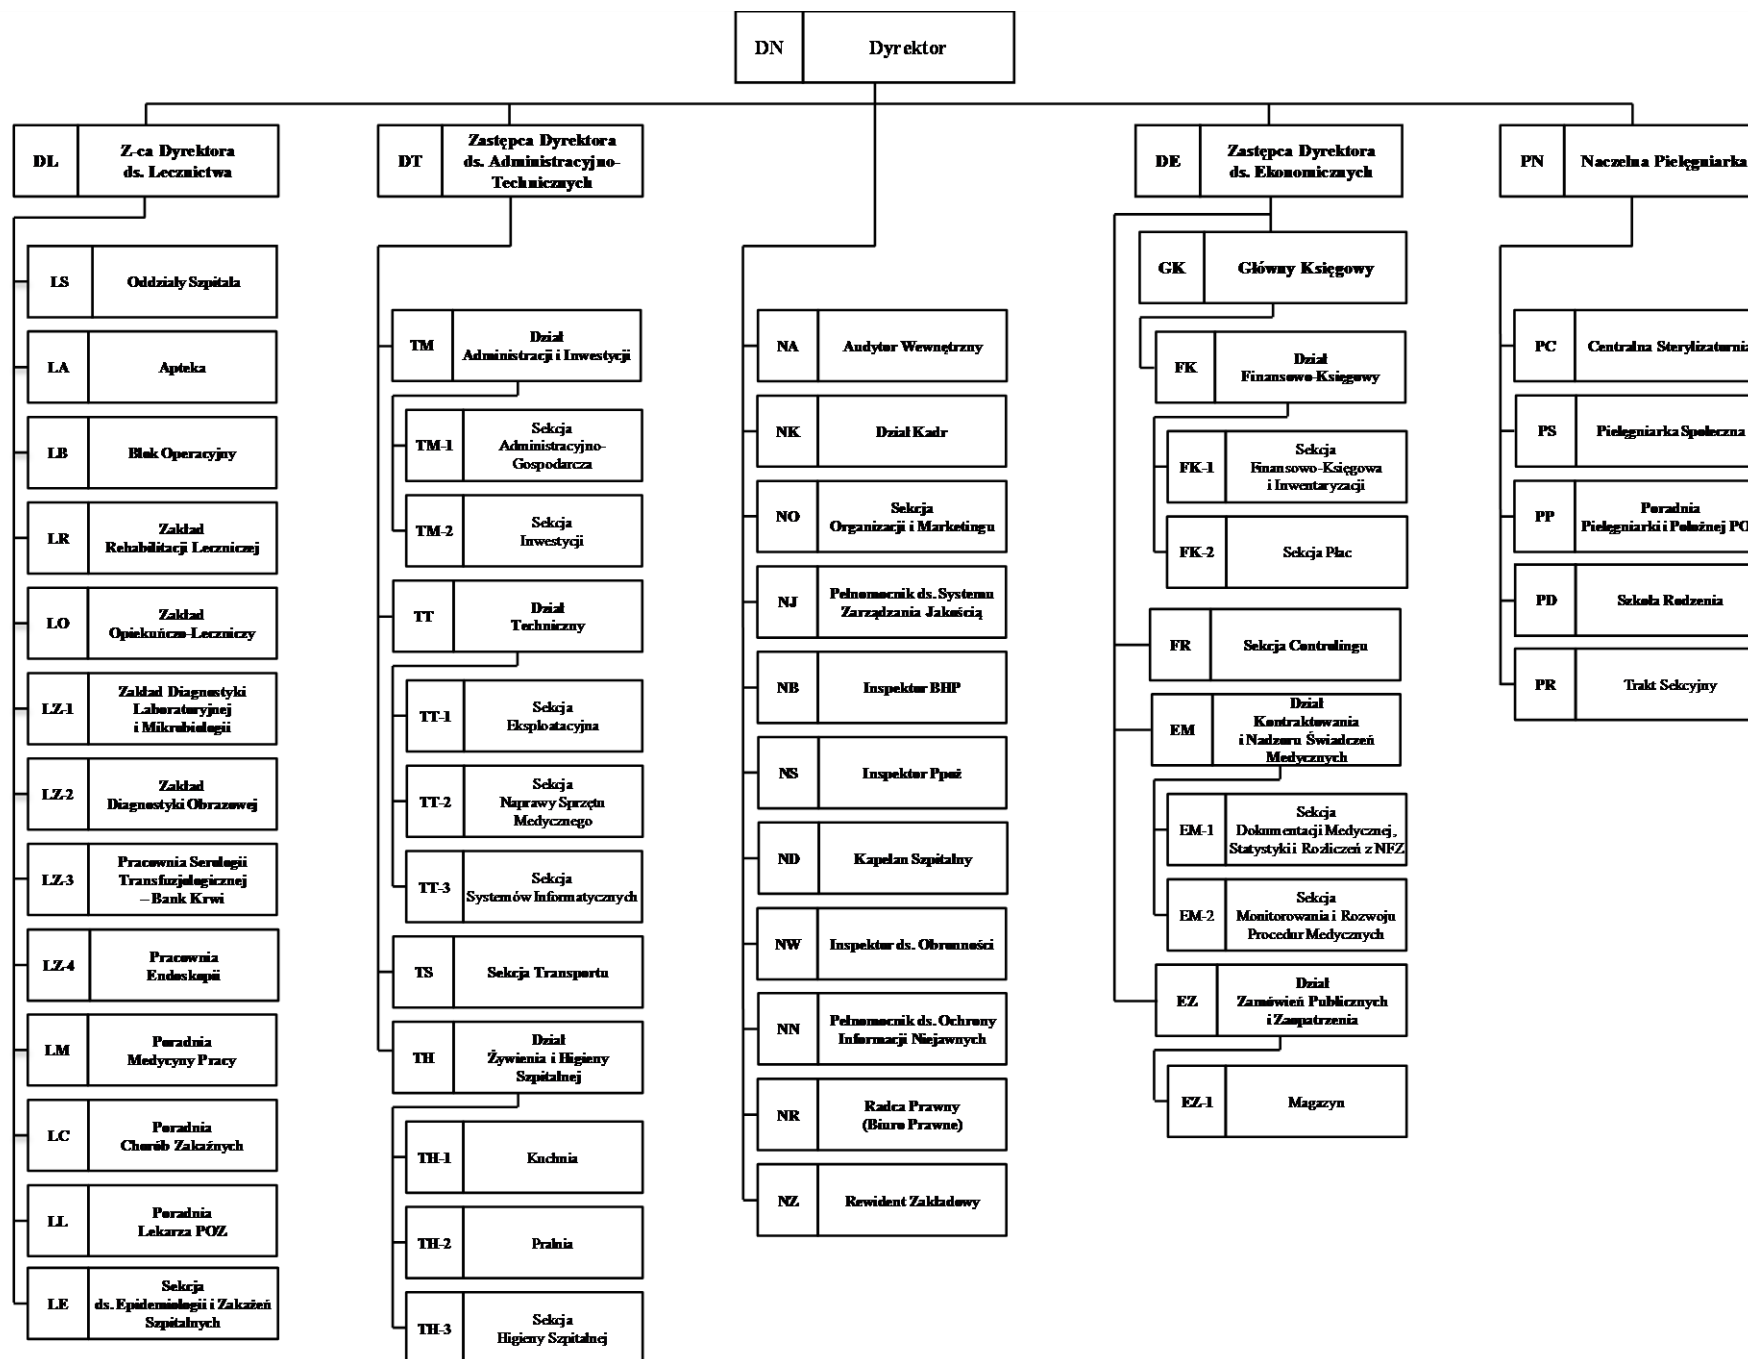 DN
Dyrektor
DL
Z-ca Dyrektora
ds. Lecznictwa
LS
Oddziały Szpitala
LA
Apteka
LB
Blok Operacyjny
LR
Zakład
Rehabilitacji Leczniczej
LO
Zakład
Opiekuńczo-Leczniczy
LZ-1
Zakład Diagnostyki
Laboratoryjnej
i Mikrobiologii
LZ-2
Zakład
Diagnostyki Obrazowej
LZ-3
Pracownia Serologii
Transfuzjologicznej
– Bank Krwi
LZ-4
Pracownia
Endoskopii
LM
Poradnia
Medycyny Pracy
LC
Poradnia
Chorób Zakaźnych
LL
Poradnia
Lekarza POZ
LE
Sekcja
ds. Epidemiologii i Zakażeń
Szpitalnych
DT
Zastępca Dyrektora
ds. Administracyjno-
Technicznych
TM
Dział
Administracji i Inwestycji
TM-1
Sekcja
Administracyjno-
Gospodarcza
TM-2
Sekcja
Inwestycji
TT
Dział
Techniczny
TT-1
Sekcja
Eksploatacyjna
TT-2
Sekcja
Naprawy Sprzętu
Medycznego
TT-3
Sekcja
Systemów Informatycznych
TS
Sekcja Transportu
TH
Dział
Żywienia i Higieny
Szpitalnej
TH-1
Kuchnia
TH-2
Pralnia
TH-3
Sekcja
Higieny Szpitalnej
NA
Audytor Wewnętrzny
NK
Dział Kadr
NO
Sekcja
Organizacji i Marketingu
NJ
Pełnomocnik ds. Systemu
Zarządzania Jakością
NB
Inspektor BHP
NS
Inspektor Ppoż
ND
Kapelan Szpitalny
NW
Inspektor ds. Obronności
NN
Pełnomocnik ds. Ochrony
Informacji Niejawnych
NR
Radca Prawny
(Biuro Prawne)
NZ
Rewident Zakładowy
DE
Zastępca Dyrektora
ds. Ekonomicznych
GK
Główny Księgowy
FK
Dział
Finansowo-Księgowy
FK-1
Sekcja
Finansowo-Księgowa
i Inwentaryzacji
FK-2
Sekcja Płac
FR
Sekcja Controlingu
EM
Dział
Kontraktowania
i Nadzoru Świadczeń
Medycznych
EM-1
Sekcja
Dokumentacji Medycznej,
Statystyki i Rozliczeń z NFZ
EM-2
Sekcja
Monitorowania i Rozwoju
Procedur Medycznych
EZ
Dział
Zamówień Publicznych
i Zaopatrzenia
EZ-1
Magazyn
PN
Naczelna Pielęgniarka
PC
Centralna Sterylizatornia
PS
Pielęgniarka Społeczna
PP
Poradnia
Pielęgniarki i Położnej PO
PD
Szkoła Rodzenia
PR
Trakt Sekcyjny